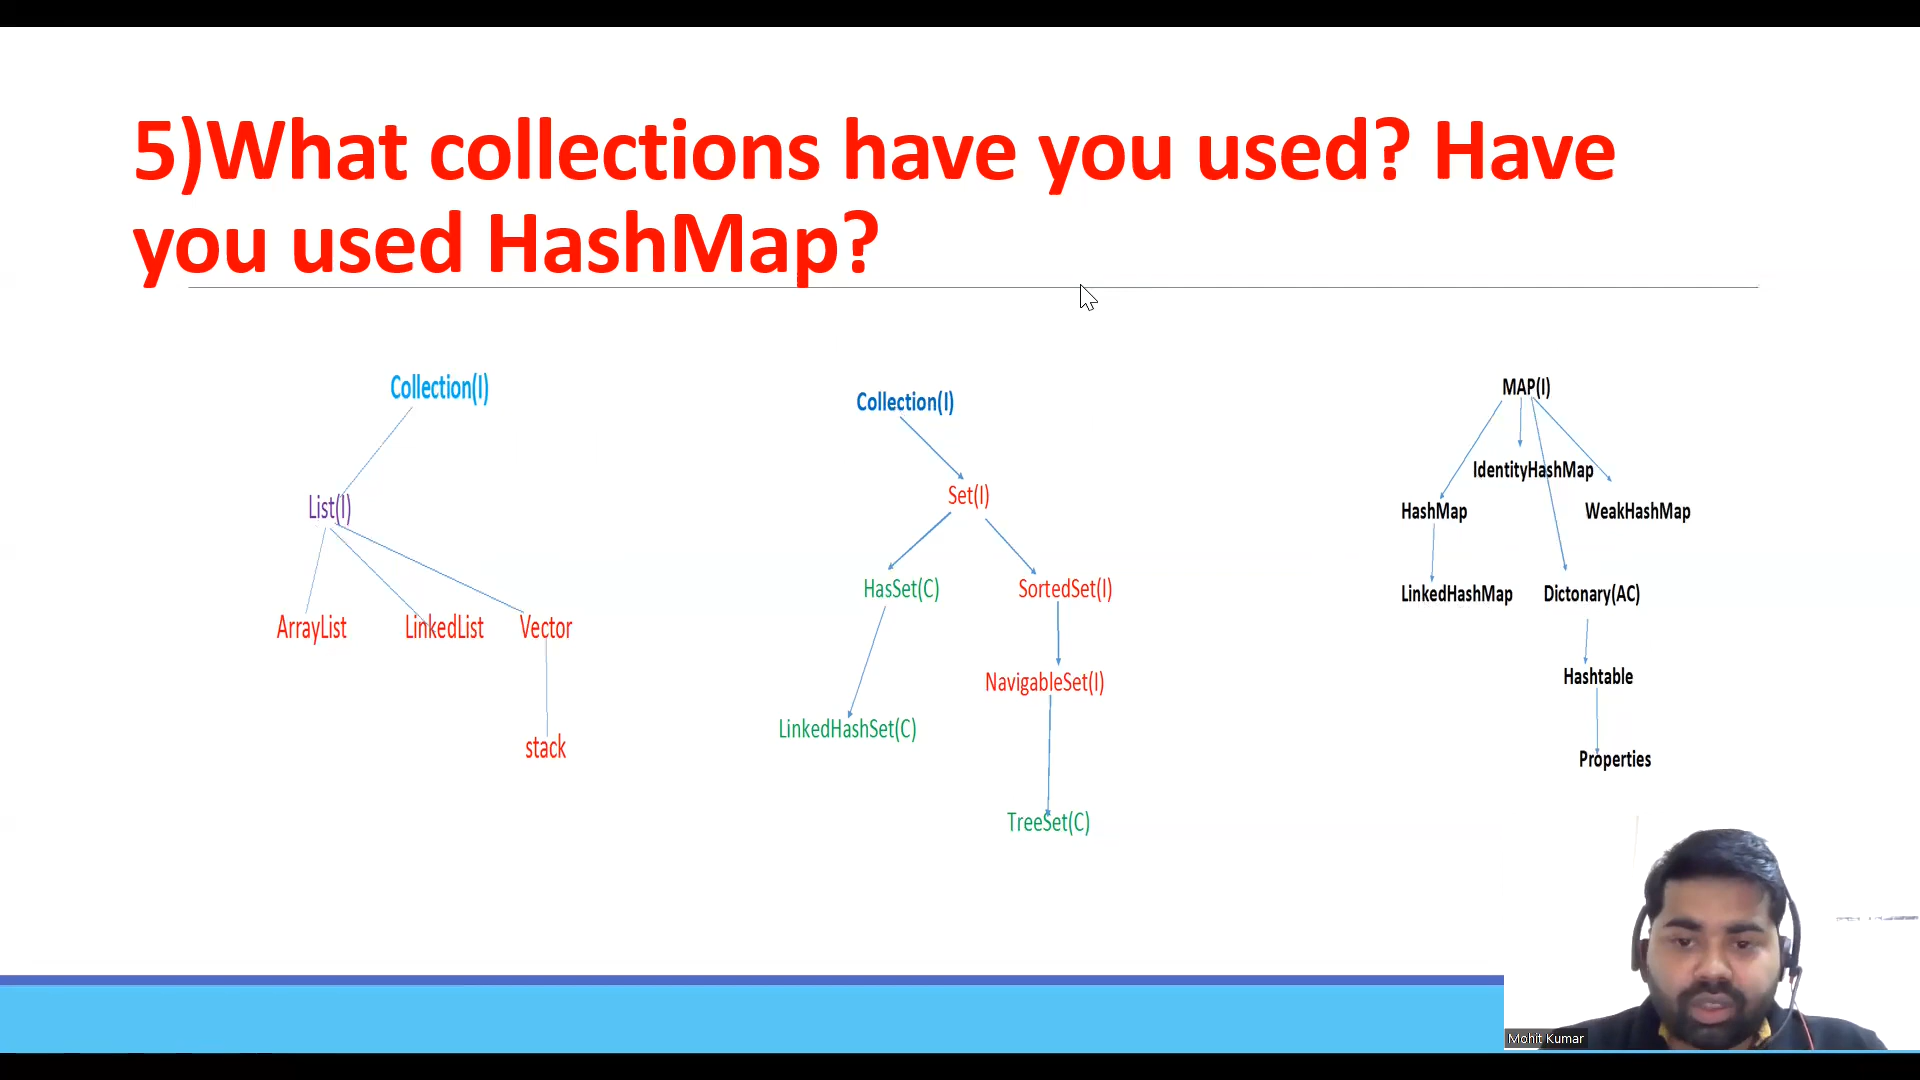 5)What collections have you used? Have
you used HashMap?
Collection(I)
List(I)
ArrayList
LinkedList
Vector
stack
Collection(I)
Set(I)
HasSet(C)
SortedSet(I)
NavigableSet(I)
LinkedHashSet(C)
TreeSet(C)
MAP(I)
IdentityHashMap
HashMap
WeakHashMap
LinkedHashMap
Dictonary(AC)
Hashtable
Properties
Mohit Kumar